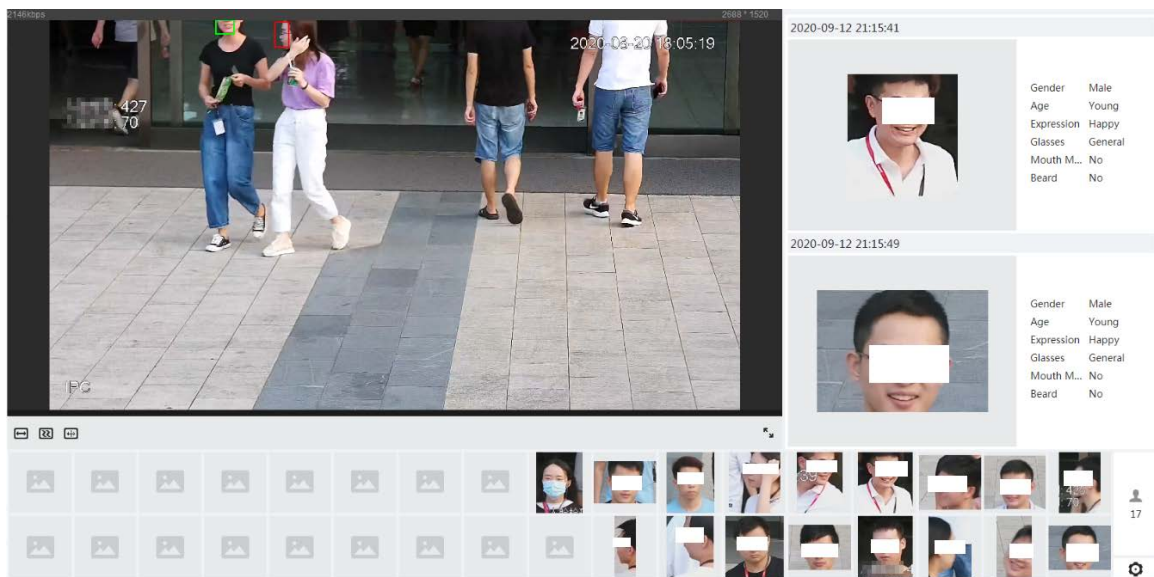 2146kbps
2688*1520
2020-08-20 18:05:19
427
70
IPC
2020-09-12 21:15:41
Gender Male
Age Young
Expression Happy
Glasses General
Mouth M... No
Beard No
2020-09-12 21:15:49
Gender Male
Age Young
Expression Happy
Glasses General
Mouth M... No
Beard No
17